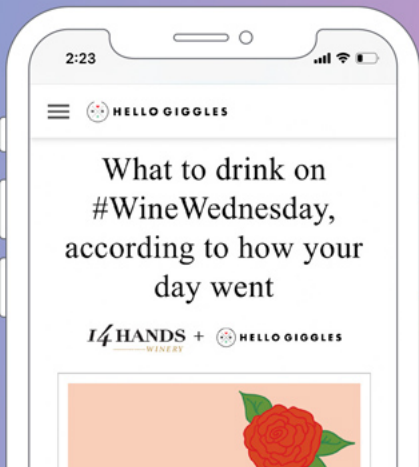 2:23
HELLO GIGGLES
What to drink on
#WineWednesday,
according to how your
day went
14 HANDS + HELLO GIGGLES
WINERY